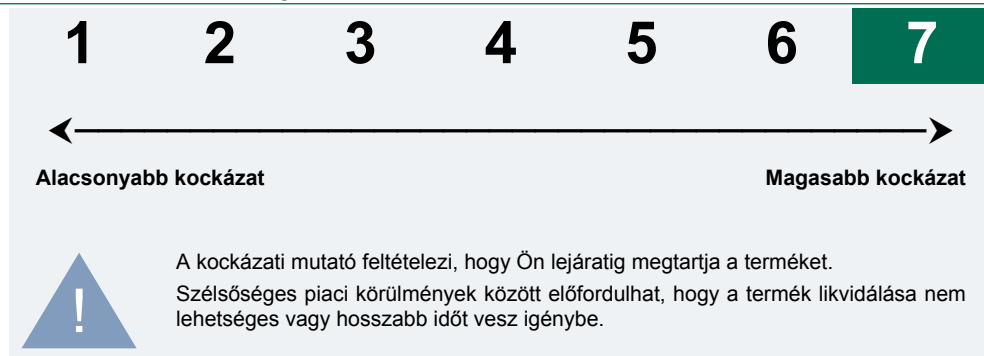 1 2 3 4 5 6 7
Alacsonyabb kockázat Magasabb kockázat
A kockázati mutató feltételezi, hogy Ön lejáratig megtartja a terméket.
Szélsőséges piaci körülmények között előfordulhat, hogy a termék likvidálása nem
lehetséges vagy hosszabb időt vesz igénybe.
!